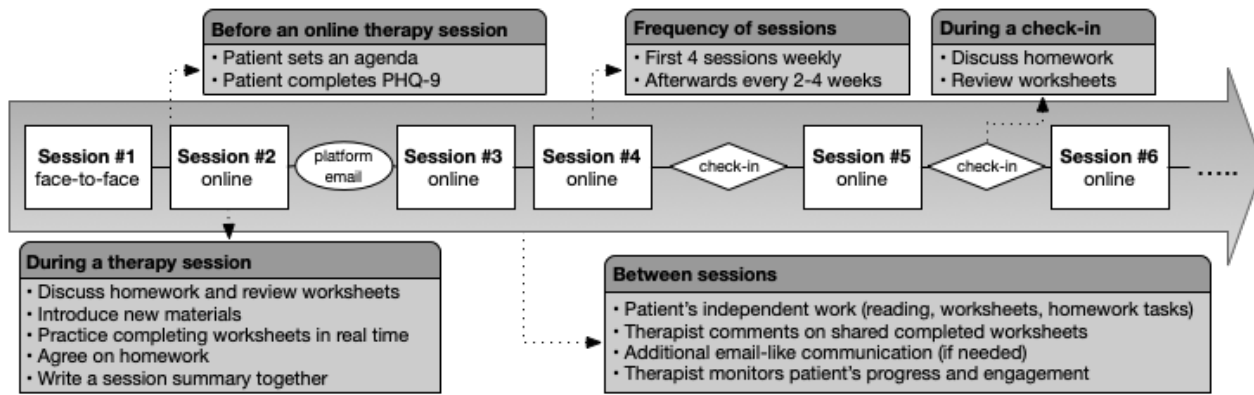 Before an online therapy session
• Patient sets an agenda
• Patient completes PHQ-9
Frequency of sessions
• First 4 sessions weekly
• Afterwards every 2-4 weeks
During a check-in
• Discuss homework
• Review worksheets
Session #1
face-to-face
Session #2
online
platform
email
Session #3
online
Session #4
online
check-in
Session #5
online
check-in
Session #6
online
.....
During a therapy session
• Discuss homework and review worksheets
• Introduce new materials
• Practice completing worksheets in real time
• Agree on homework
• Write a session summary together
Between sessions
• Patient's independent work (reading, worksheets, homework tasks)
• Therapist comments on shared completed worksheets
• Additional email-like communication (if needed)
• Therapist monitors patient's progress and engagement